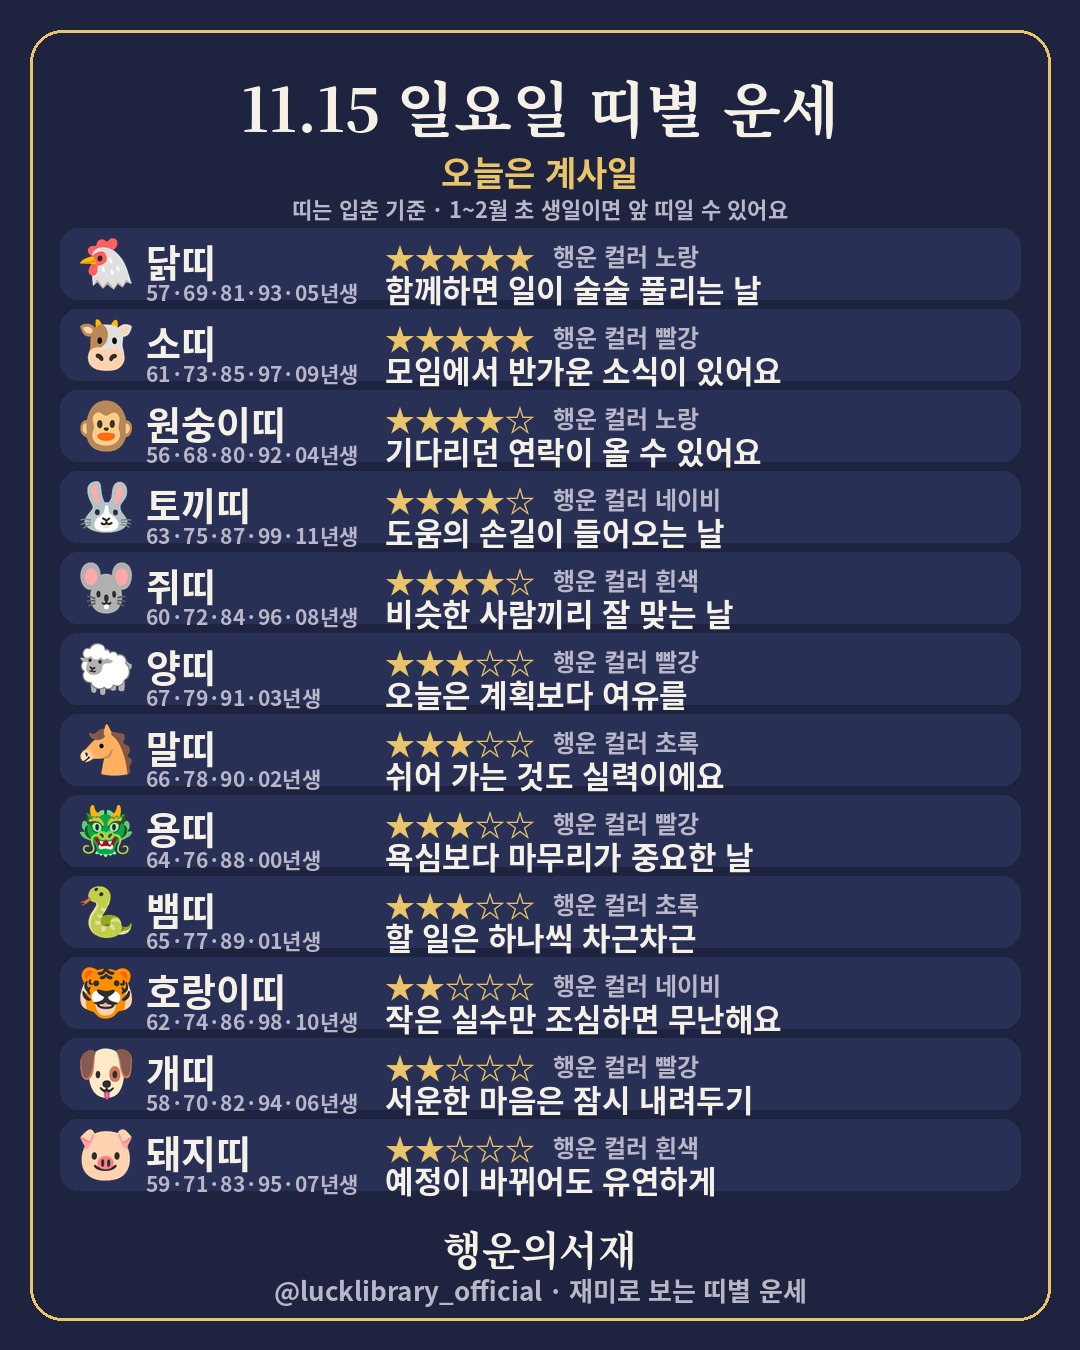 11.15 일요일 띠별 운세
오늘은 계사일
띠는 입춘 기준 · 1~2월 초 생일이면 앞 띠일 수 있어요
닭띠
57·69·81·93·05년생
★★★★★ 행운 컬러 노랑
함께하면 일이 술술 풀리는 날
소띠
61·73·85·97·09년생
★★★★★ 행운 컬러 빨강
모임에서 반가운 소식이 있어요
원숭이띠
56·68·80·92·04년생
★★★★☆ 행운 컬러 노랑
기다리던 연락이 올 수 있어요
토끼띠
63·75·87·99·11년생
★★★★☆ 행운 컬러 네이비
도움의 손길이 들어오는 날
쥐띠
60·72·84·96·08년생
★★★★☆ 행운 컬러 흰색
비슷한 사람끼리 잘 맞는 날
양띠
67·79·91·03년생
★★★☆☆ 행운 컬러 빨강
오늘은 계획보다 여유를
말띠
66·78·90·02년생
★★★☆☆ 행운 컬러 초록
쉬어 가는 것도 실력이에요
용띠
64·76·88·00년생
★★★☆☆ 행운 컬러 빨강
욕심보다 마무리가 중요한 날
뱀띠
65·77·89·01년생
★★★☆☆ 행운 컬러 초록
할 일은 하나씩 차근차근
호랑이띠
62·74·86·98·10년생
★★☆☆☆ 행운 컬러 네이비
작은 실수만 조심하면 무난해요
개띠
58·70·82·94·06년생
★★☆☆☆ 행운 컬러 빨강
서운한 마음은 잠시 내려두기
돼지띠
59·71·83·95·07년생
★★☆☆☆ 행운 컬러 흰색
예정이 바뀌어도 유연하게
행운의서재
@lucklibrary_official · 재미로 보는 띠별 운세